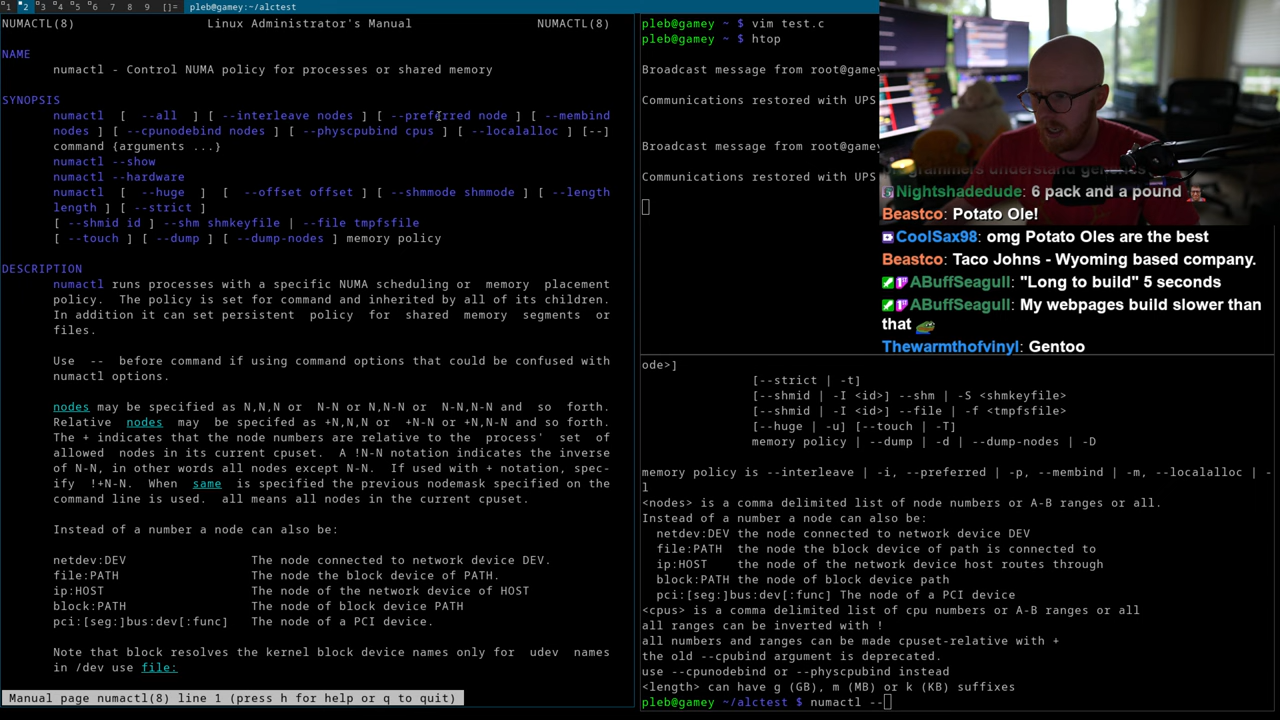 1 2 3 4 5 6 7 8 9 []= pleb@gamey:~/alctest
NUMACTL(8) Linux Administrator's Manual NUMACTL(8)
NAME
numactl - Control NUMA policy for processes or shared memory
SYNOPSIS
numactl [ --all ] [ --interleave nodes ] [ --preferred node ] [ --membind
nodes ] [ --cpunodebind nodes ] [ --physcpubind cpus ] [ --localalloc ] [--]
command {arguments ...}
numactl --show
numactl --hardware
numactl [ --huge ] [ --offset offset ] [ --shmmode shmmode ] [ --length
length ] [ --strict ]
[ --shmid id ] --shm shmkeyfile | --file tmpfsfile
[ --touch ] [ --dump ] [ --dump-nodes ] memory policy
DESCRIPTION
numactl runs processes with a specific NUMA scheduling or memory placement
policy. The policy is set for command and inherited by all of its children.
In addition it can set persistent policy for shared memory segments or
files.
Use -- before command if using command options that could be confused with
numactl options.
nodes may be specified as N,N,N or N-N or N,N-N or N-N,N-N and so forth.
Relative nodes may be specifed as +N,N,N or +N-N or +N,N-N and so forth.
The + indicates that the node numbers are relative to the process' set of
allowed nodes in its current cpuset. A !N-N notation indicates the inverse
of N-N, in other words all nodes except N-N. If used with + notation, spec-
ify !+N-N. When same is specified the previous nodemask specified on the
command line is used. all means all nodes in the current cpuset.
Instead of a number a node can also be:
netdev:DEV The node connected to network device DEV.
file:PATH The node the block device of PATH.
ip:HOST The node of the network device of HOST
block:PATH The node of block device PATH
pci:[seg:]bus:dev[:func] The node of a PCI device.
Note that block resolves the kernel block device names only for udev names
in /dev use file:
Manual page numactl(8) line 1 (press h for help or q to quit)
pleb@gamey ~ $ vim test.c
pleb@gamey ~ $ htop
Broadcast message from root@game
Communications restored with UPS
Broadcast message from root@game
Communications restored with UPS
programmers understand generics
Nightshadedude: 6 pack and a pound
Beastco: Potato Ole!
CoolSax98: omg Potato Oles are the best
Beastco: Taco Johns - Wyoming based company.
ABuffSeagull: "Long to build" 5 seconds
ABuffSeagull: My webpages build slower than
that
Thewarmthofvinyl: Gentoo
ode>]
[--strict | -t]
[--shmid | -I <id>] --shm | -S <shmkeyfile>
[--shmid | -I <id>] --file | -f <tmpfsfile>
[--huge | -u] [--touch | -T]
memory policy | --dump | -d | --dump-nodes | -D
memory policy is --interleave | -i, --preferred | -p, --membind | -m, --localalloc | -
l
<nodes> is a comma delimited list of node numbers or A-B ranges or all.
Instead of a number a node can also be:
netdev:DEV the node connected to network device DEV
file:PATH the node the block device of path is connected to
ip:HOST the node of the network device host routes through
block:PATH the node of block device path
pci:[seg:]bus:dev[:func] The node of a PCI device
<cpus> is a comma delimited list of cpu numbers or A-B ranges or all
all ranges can be inverted with !
all numbers and ranges can be made cpuset-relative with +
the old --cpubind argument is deprecated.
use --cpunodebind or --physcpubind instead
<length> can have g (GB), m (MB) or k (KB) suffixes
pleb@gamey ~/alctest $ numactl --